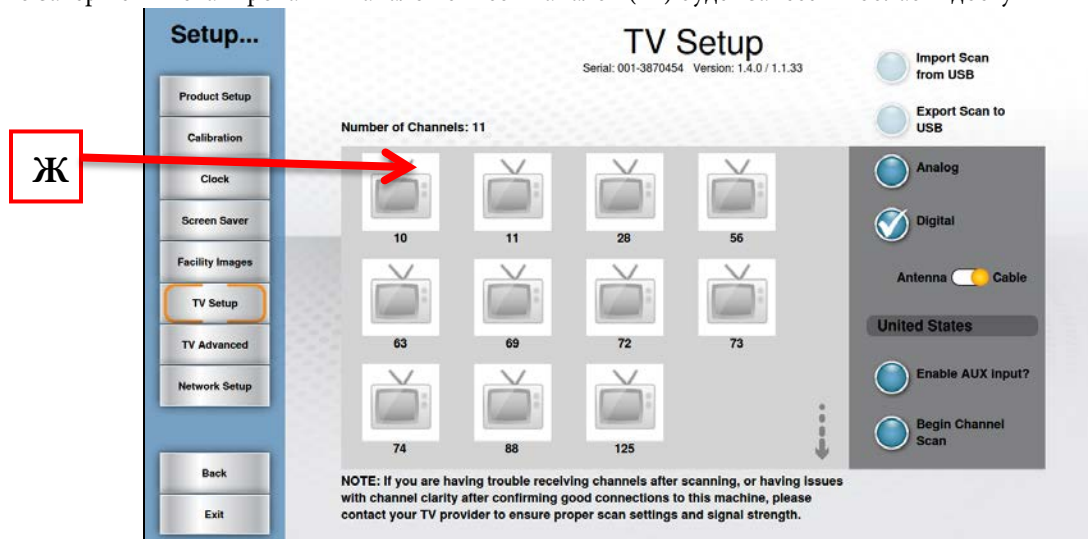 Setup...
TV Setup
Serial: 001-3870454 Version: 1.4.0 / 1.1.33
Import Scan
from USB
Export Scan to
USB
Product Setup
Calibration
Clock
Screen Saver
Facility Images
TV Setup
TV Advanced
Network Setup
Back
Exit
Ж
Number of Channels: 11
10 11 28 56
63 69 72 73
74 88 125
Analog
Digital
Antenna Cable
United States
Enable AUX input?
Begin Channel
Scan
NOTE: If you are having trouble receiving channels after scanning, or having issues
with channel clarity after confirming good connections to this machine, please
contact your TV provider to ensure proper scan settings and signal strength.